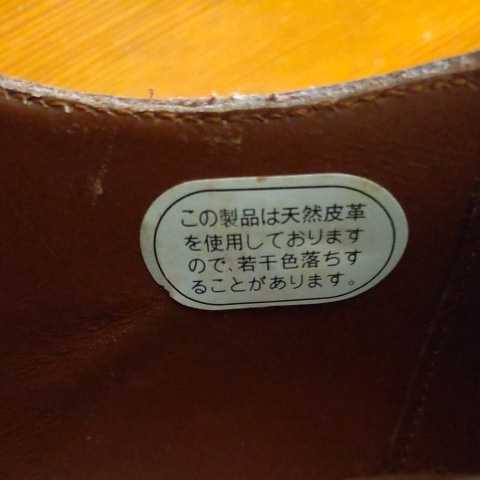 この製品は天然皮革
を使用しております
ので、若干色落ちす
ることがあります。